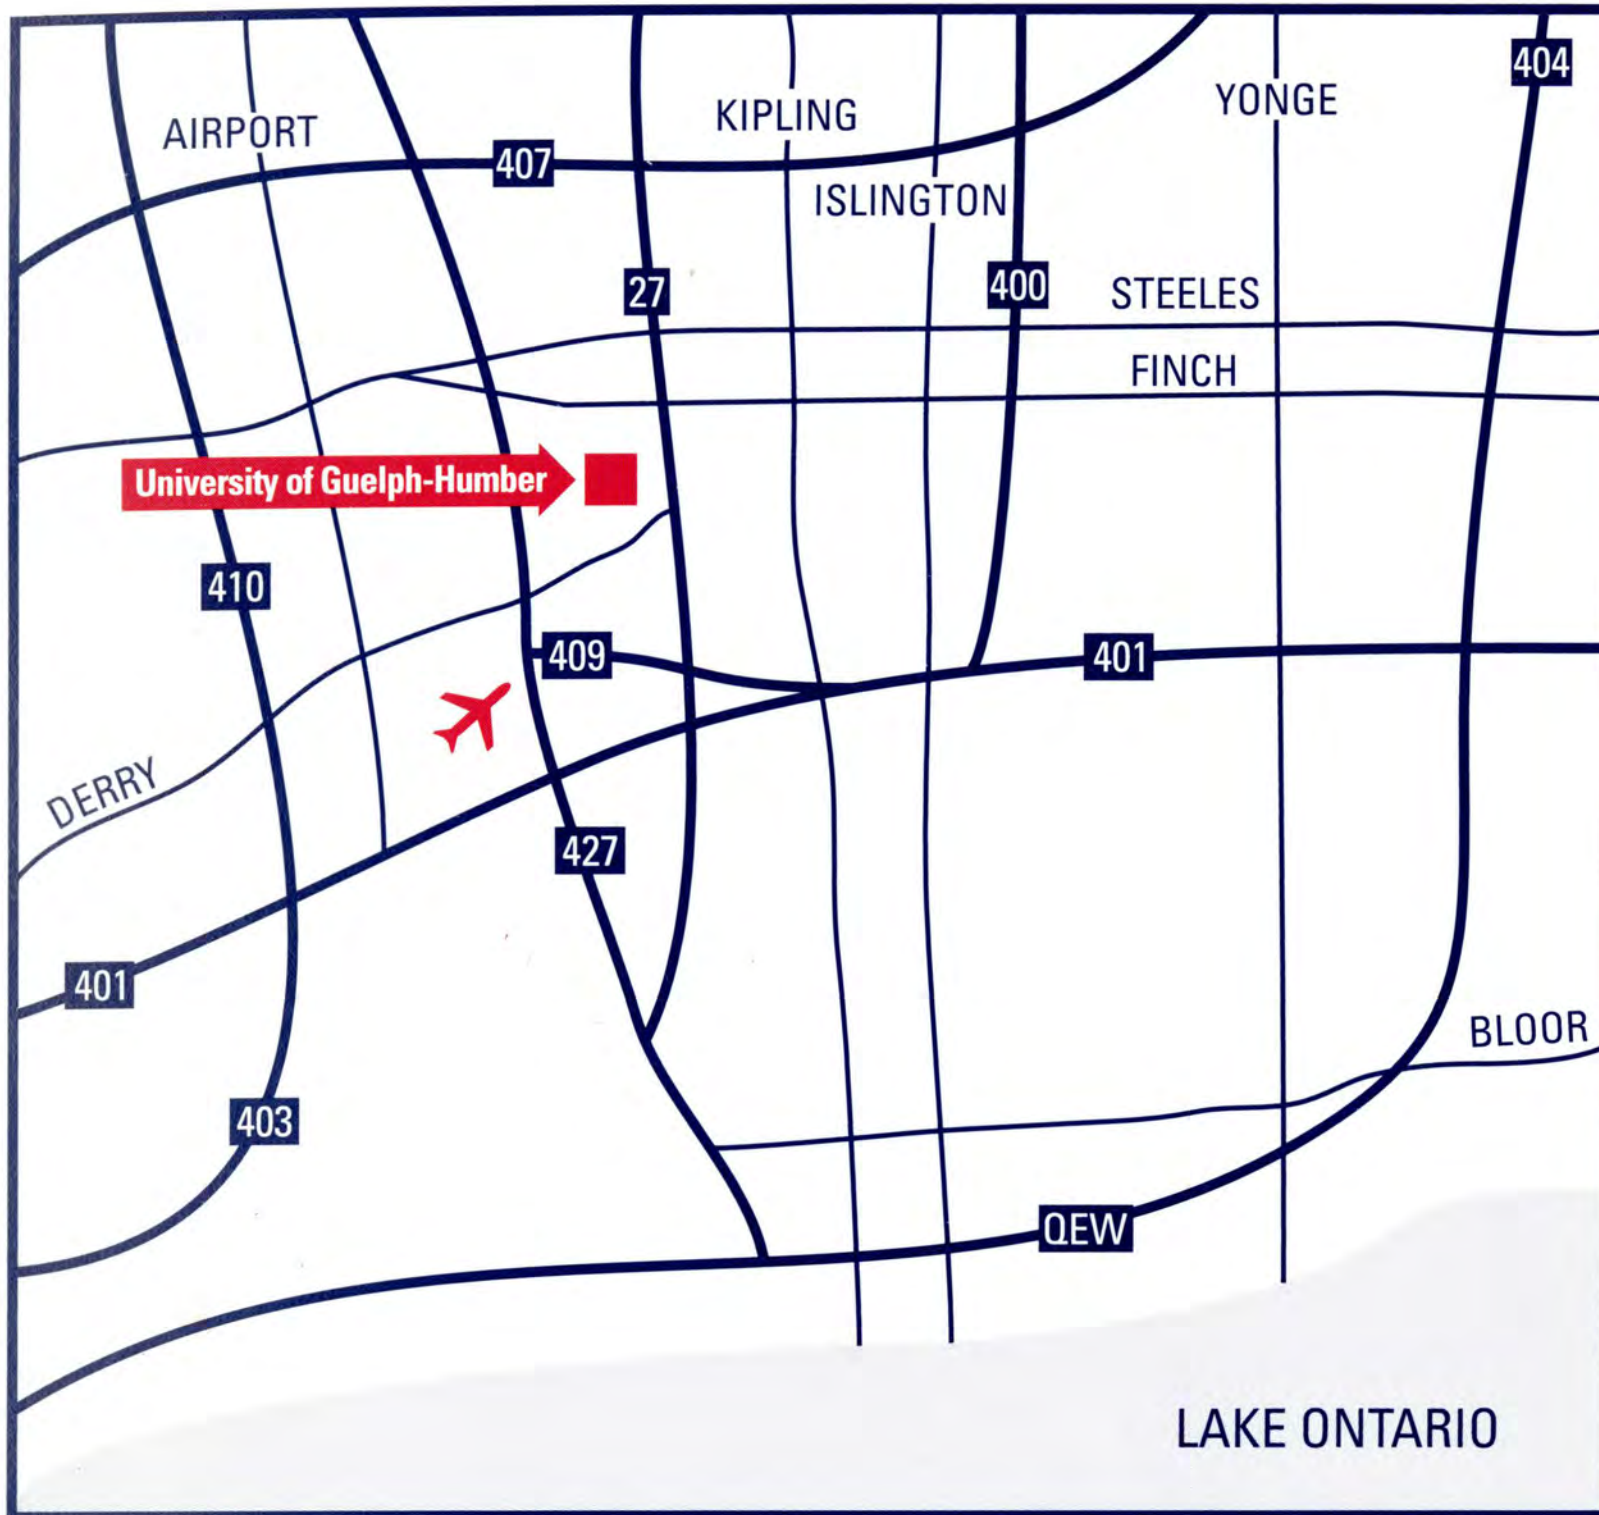 404
YONGE
KIPLING
AIRPORT
407
ISLINGTON
27
400
STEELES
FINCH
University of Guelph-Humber
410
409
401
DERRY
427
401
BLOOR
403
QEW
LAKE ONTARIO